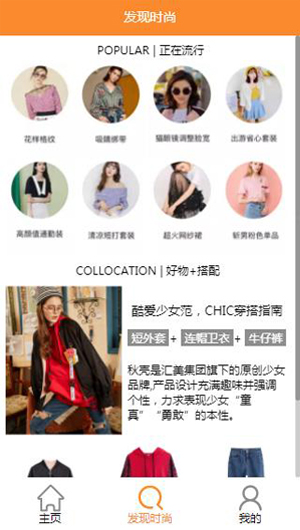 发现时尚
POPULAR | 正在流行
花样格纹 吸睛绑带 猫眼镜调整脸宽 出游省心套装
高颜值通勤装 清凉短打套装 超火网纱裙 斩男粉色单品
COLLOCATION | 好物+搭配
酷爱少女范，CHIC穿搭指南
短外套 + 连帽卫衣 + 牛仔裤
秋壳是汇美集团旗下的原创少女
品牌,产品设计充满趣味并强调
个性，力求表现少女“童
真”“勇敢”的本性。
主页 发现时尚 我的